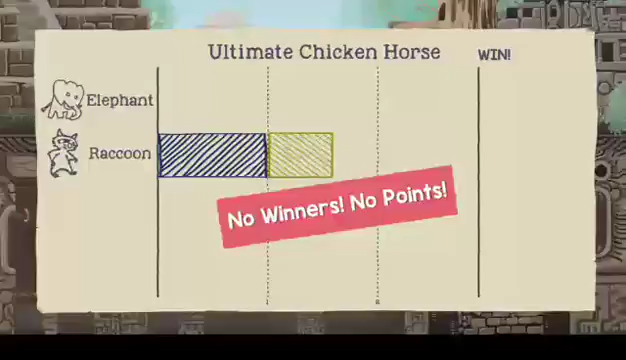 Ultimate Chicken Horse
WIN!
Elephant
Raccoon
No Winners! No Points!